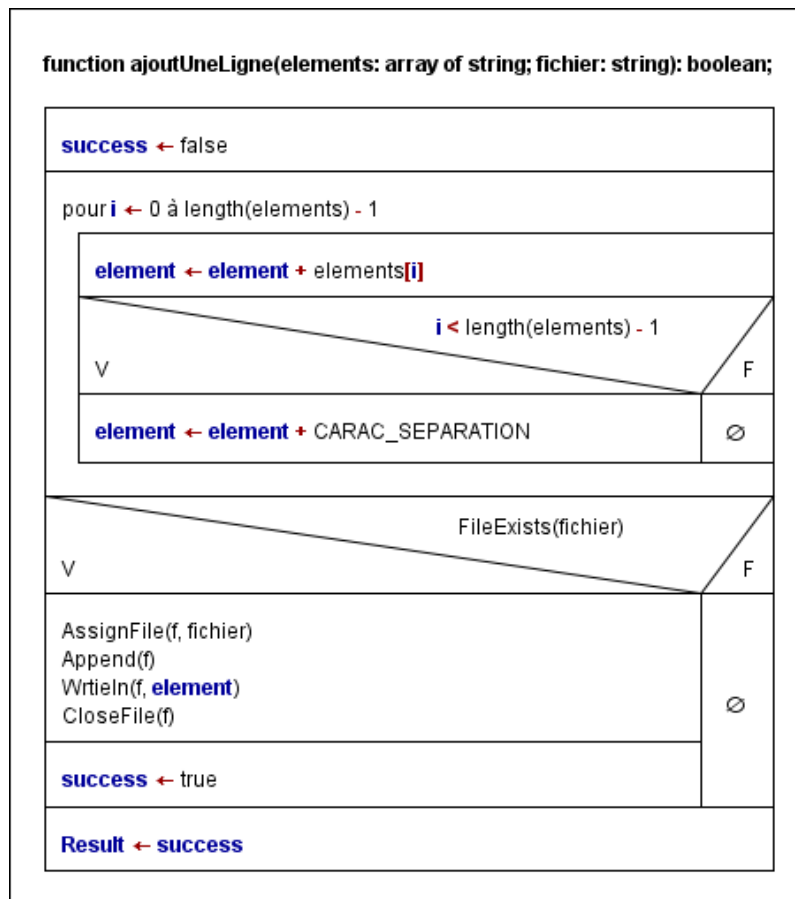 function ajoutUneLigne(elements: array of string; fichier: string): boolean;
success ← false
pour i ← 0 à length(elements) - 1
element ← element + elements[i]
i < length(elements) - 1
V
F
element ← element + CARAC_SEPARATION
∅
FileExists(fichier)
V
F
AssignFile(f, fichier)
Append(f)
Wrtieln(f, element)
CloseFile(f)
∅
success ← true
Result ← success